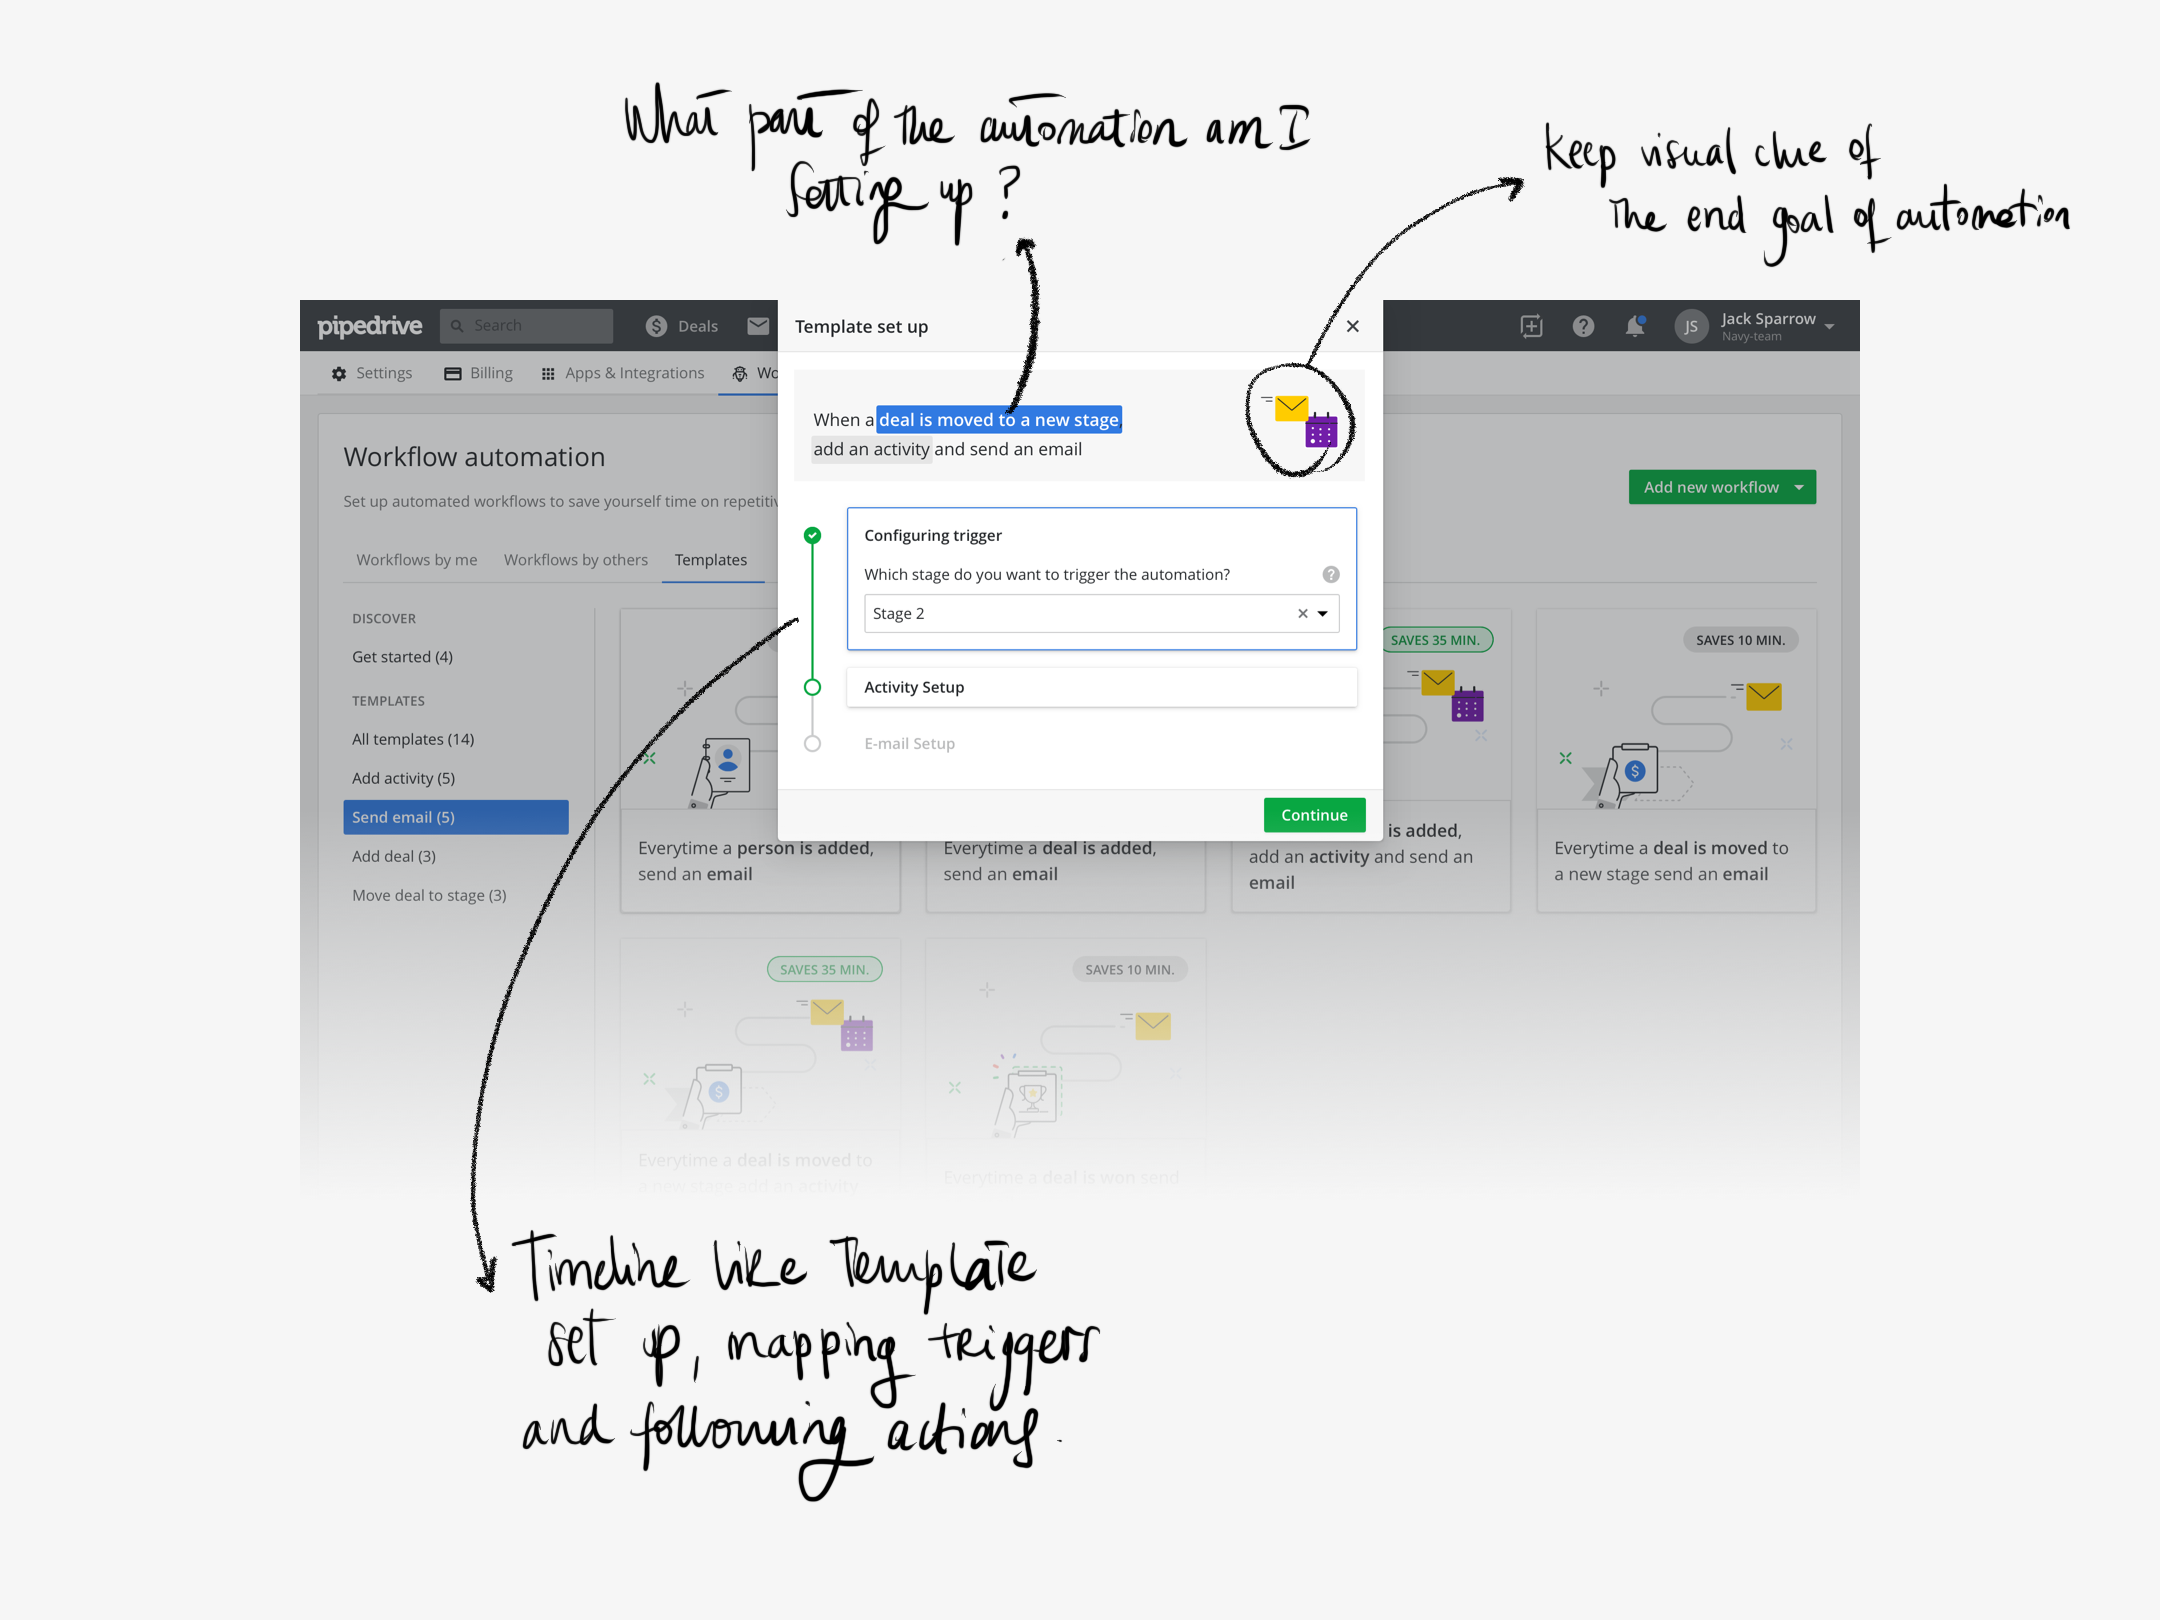 What part of the automation am I
setting up ?
Keep visual clue of
the end goal of automation
pipedrive
Search
Deals
Template set up
JS
Jack Sparrow
Navy-team
Settings
Billing
Apps & Integrations
Wo
When a deal is moved to a new stage,
add an activity and send an email
Workflow automation
Set up automated workflows to save yourself time on repetitiv
Add new workflow
Workflows by me
Workflows by others
Templates
Configuring trigger
Which stage do you want to trigger the automation?
?
Stage 2
Activity Setup
E-mail Setup
Continue
DISCOVER
Get started (4)
TEMPLATES
All templates (14)
Add activity (5)
Send email (5)
Add deal (3)
Move deal to stage (3)
SAVES 35 MIN.
SAVES 10 MIN.
Everytime a person is added,
send an email
Everytime a deal is added,
send an email
is added,
add an activity and send an
email
Everytime a deal is moved to
a new stage send an email
SAVES 35 MIN.
SAVES 10 MIN.
Everytime a deal is moved to
a new stage add an activity
Everytime a deal is won send
Timeline like template
set up, mapping triggers
and following actions.